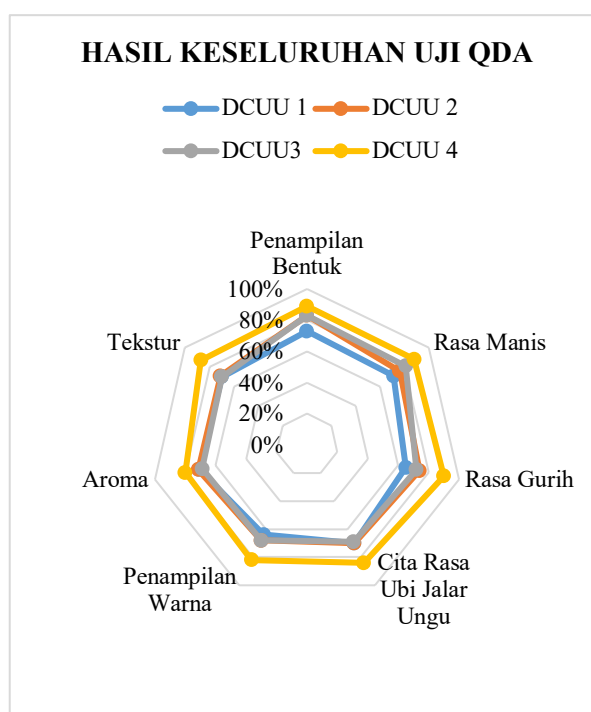 HASIL KESELURUHAN UJI QDA
DCUU 1 DCUU 2
DCUU3 DCUU 4
Penampilan
Bentuk
100%
80%
60%
40%
20%
0%
Rasa Manis
Rasa Gurih
Cita Rasa
Ubi Jalar
Ungu
Penampilan
Warna
Aroma
Tekstur